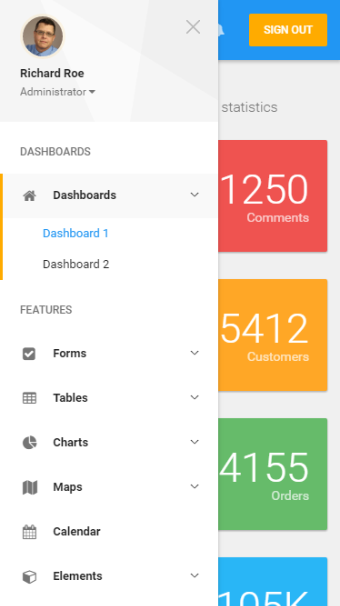 SIGN OUT
Richard Roe
Administrator
statistics
DASHBOARDS
Dashboards
1250
Comments
Dashboard 1
Dashboard 2
FEATURES
5412
Customers
Forms
Tables
Charts
4155
Orders
Maps
Calendar
Elements
105K